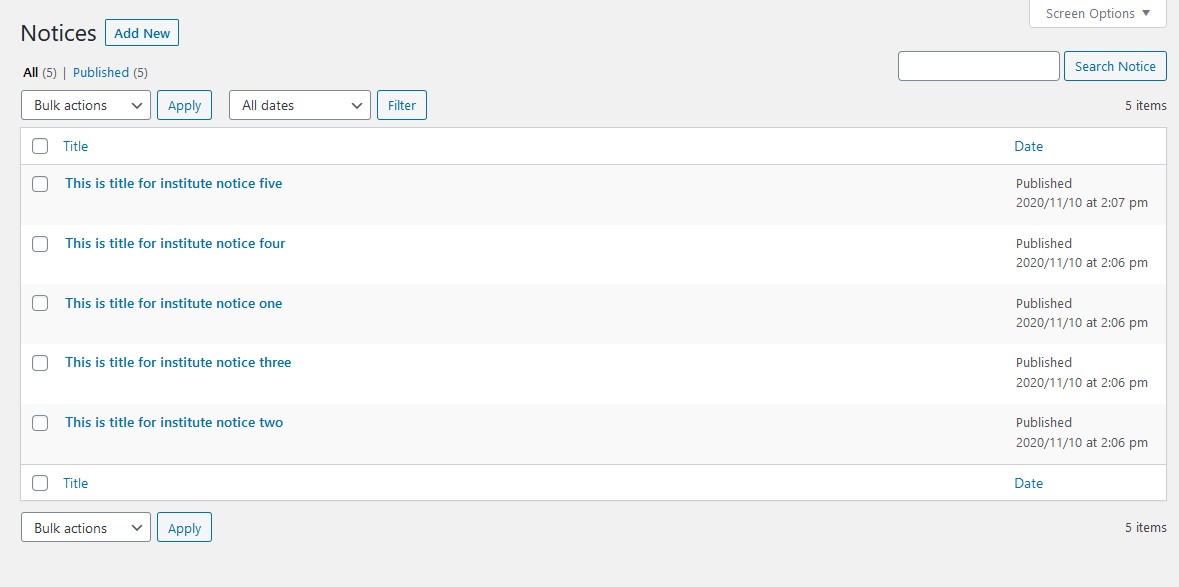 Screen Options ▼
Notices Add New
All (5) | Published (5)
Search Notice
Bulk actions Apply All dates Filter 5 items
Title Date
This is title for institute notice five Published
2020/11/10 at 2:07 pm
This is title for institute notice four Published
2020/11/10 at 2:06 pm
This is title for institute notice one Published
2020/11/10 at 2:06 pm
This is title for institute notice three Published
2020/11/10 at 2:06 pm
This is title for institute notice two Published
2020/11/10 at 2:06 pm
Title Date
Bulk actions Apply 5 items